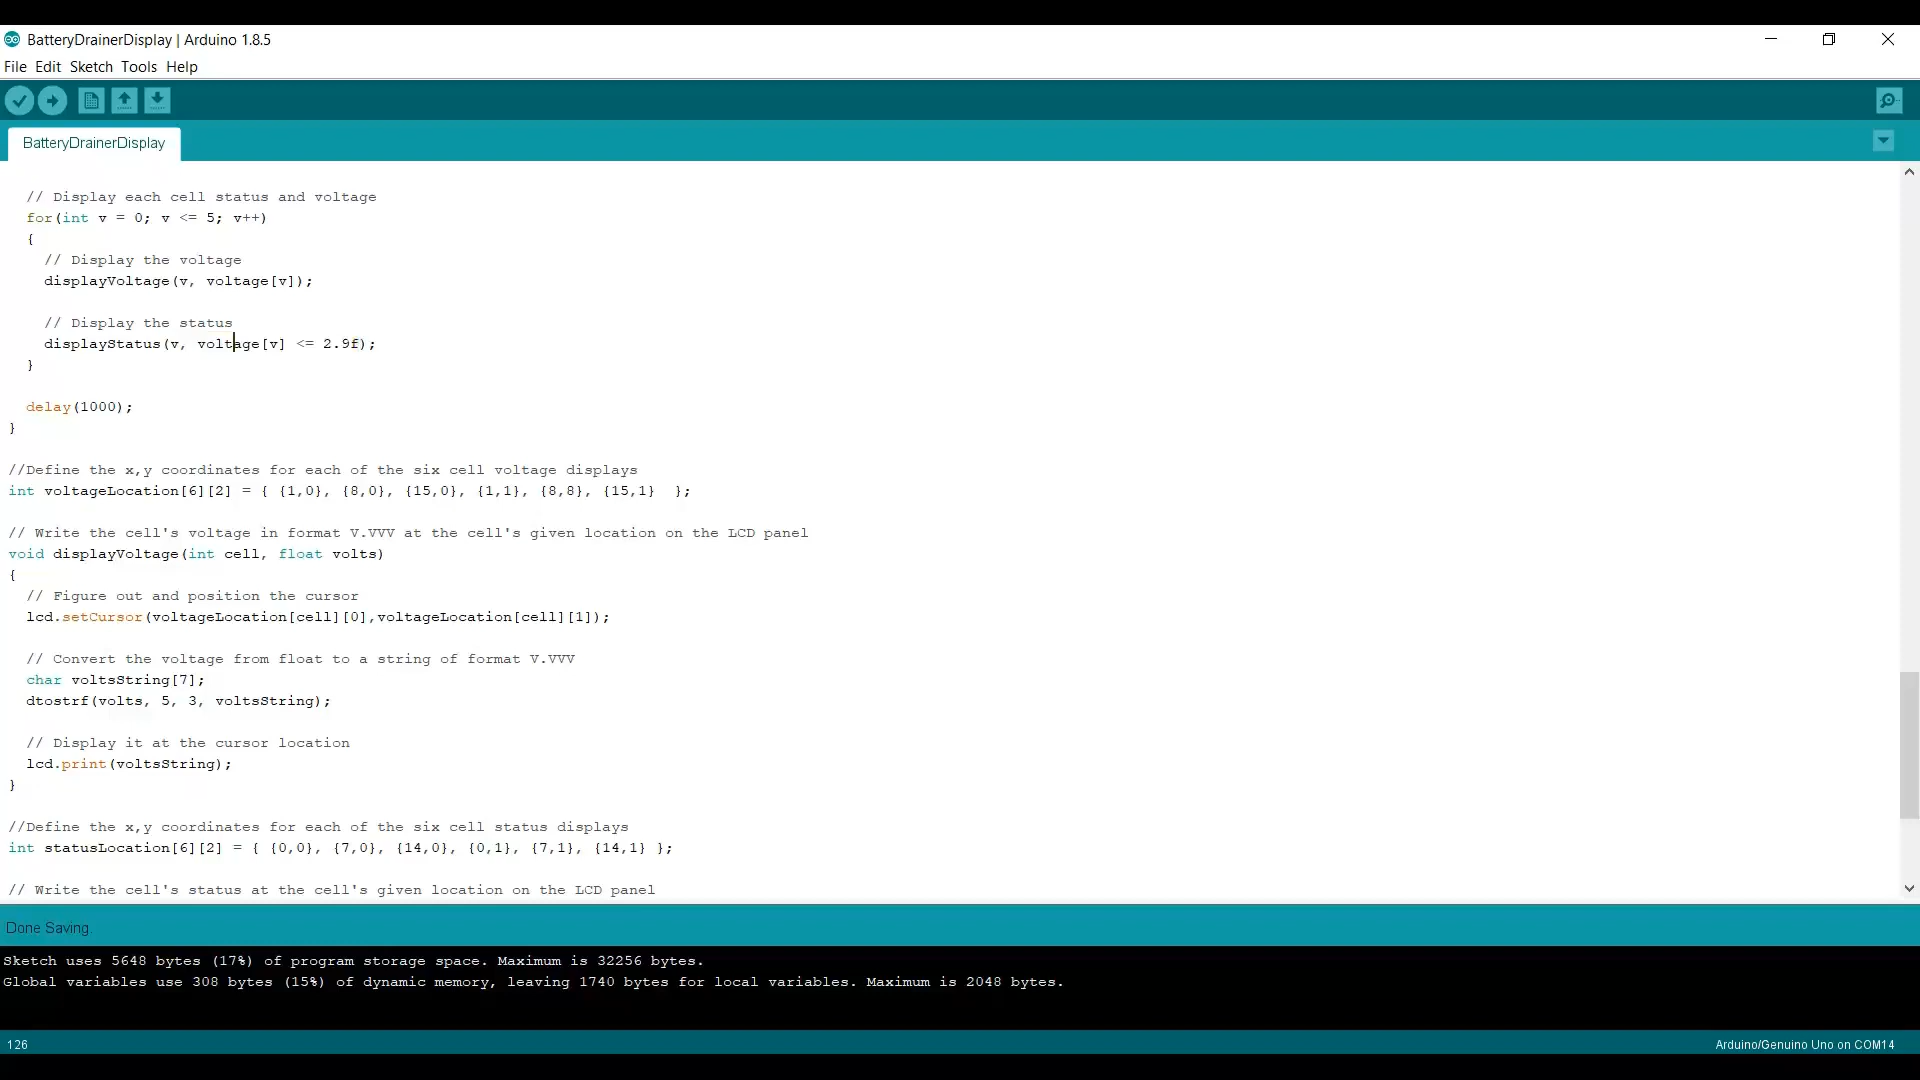 BatteryDrainerDisplay | Arduino 1.8.5
File Edit Sketch Tools Help
BatteryDrainerDisplay
// Display each cell status and voltage
for(int v = 0; v <= 5; v++)
{
// Display the voltage
displayVoltage(v, voltage[v]);
// Display the status
displayStatus(v, voltage[v] <= 2.9f);
}
delay(1000);
}
//Define the x,y coordinates for each of the six cell voltage displays
int voltageLocation[6][2] = { {1,0}, {8,0}, {15,0}, {1,1}, {8,8}, {15,1}  };
// Write the cell's voltage in format V.VVV at the cell's given location on the LCD panel
void displayVoltage(int cell, float volts)
{
// Figure out and position the cursor
lcd.setCursor(voltageLocation[cell][0],voltageLocation[cell][1]);
// Convert the voltage from float to a string of format V.VVV
char voltsString[7];
dtostrf(volts, 5, 3, voltsString);
// Display it at the cursor location
lcd.print(voltsString);
}
//Define the x,y coordinates for each of the six cell status displays
int statusLocation[6][2] = { {0,0}, {7,0}, {14,0}, {0,1}, {7,1}, {14,1} };
// Write the cell's status at the cell's given location on the LCD panel
Done Saving.
Sketch uses 5648 bytes (17%) of program storage space. Maximum is 32256 bytes.
Global variables use 308 bytes (15%) of dynamic memory, leaving 1740 bytes for local variables. Maximum is 2048 bytes.
126
Arduino/Genuino Uno on COM14